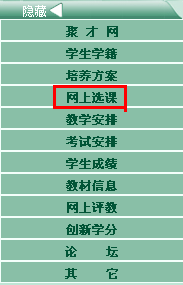 隐藏
聚 才 网
学生学籍
培养方案
网上选课
教学安排
考试安排
学生成绩
教材信息
网上评教
创新学分
论 坛
其 它